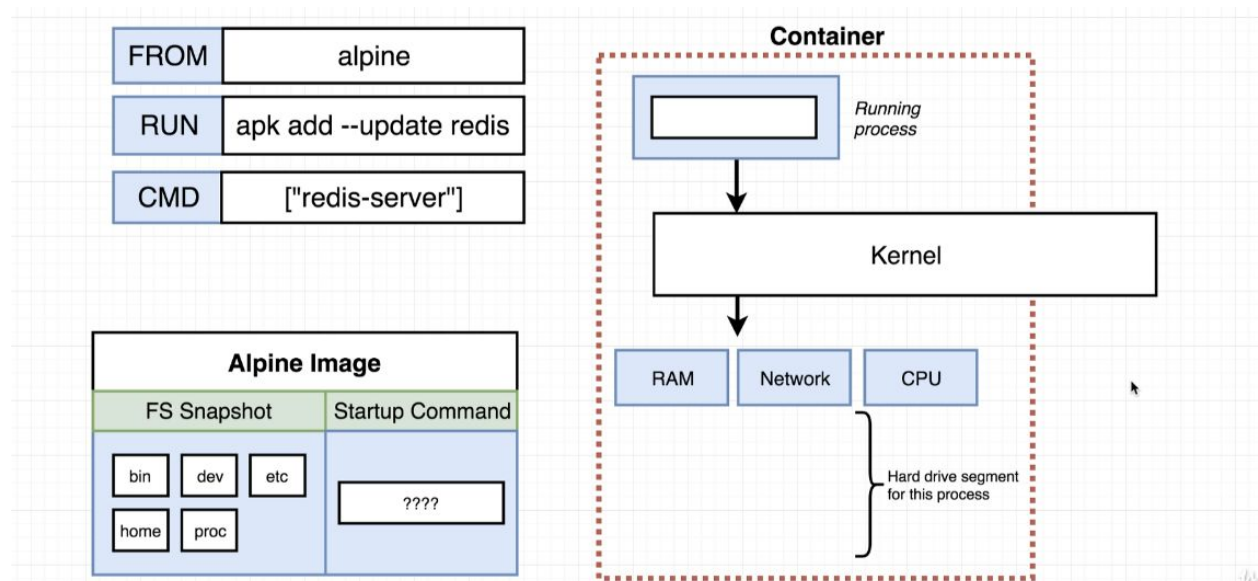 FROM
alpine
RUN
apk add --update redis
CMD
["redis-server"]
Alpine Image
FS Snapshot
Startup Command
bin
dev
etc
home
proc
????
Container
Running
process
Kernel
RAM
Network
CPU
Hard drive segment
for this process